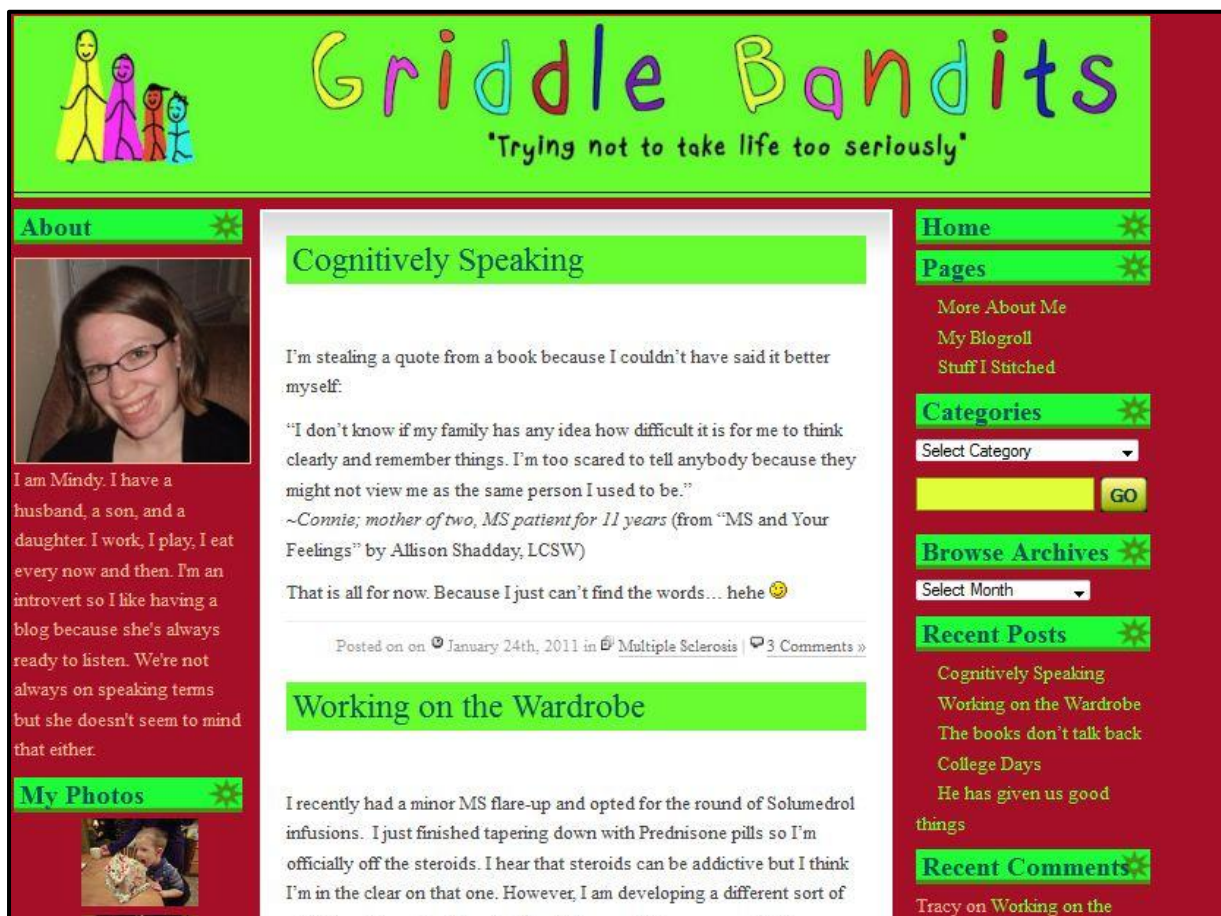 Griddle Bandits
"Trying not to take life too seriously"
About
I am Mindy. I have a
husband, a son, and a
daughter. I work, I play, I eat
every now and then. I'm an
introvert so I like having a
blog because she's always
ready to listen. We're not
always on speaking terms
but she doesn't seem to mind
that either.
My Photos
Cognitively Speaking
I'm stealing a quote from a book because I couldn't have said it better
myself:
“I don't know if my family has any idea how difficult it is for me to think
clearly and remember things. I'm too scared to tell anybody because they
might not view me as the same person I used to be.”
~Connie; mother of two, MS patient for 11 years (from “MS and Your
Feelings” by Allison Shadday, LCSW)
That is all for now. Because I just can't find the words… hehe
Posted on on January 24th, 2011 in Multiple Sclerosis | 3 Comments »
Working on the Wardrobe
I recently had a minor MS flare-up and opted for the round of Solumedrol
infusions. I just finished tapering down with Prednisone pills so I'm
officially off the steroids. I hear that steroids can be addictive but I think
I'm in the clear on that one. However, I am developing a different sort of
Home
Pages
More About Me
My Blogroll
Stuff I Stitched
Categories
Select Category
GO
Browse Archives
Select Month
Recent Posts
Cognitively Speaking
Working on the Wardrobe
The books don't talk back
College Days
He has given us good
things
Recent Comments
Tracy on Working on the